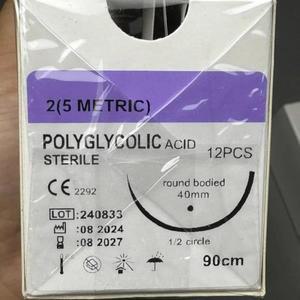 2(5 METRIC)
POLYGLYCOLIC ACID 12PCS
STERILE
CE 2292
round bodied
40mm
LOT :240833
:08 2024
:08 2027
1/2 circle
90cm